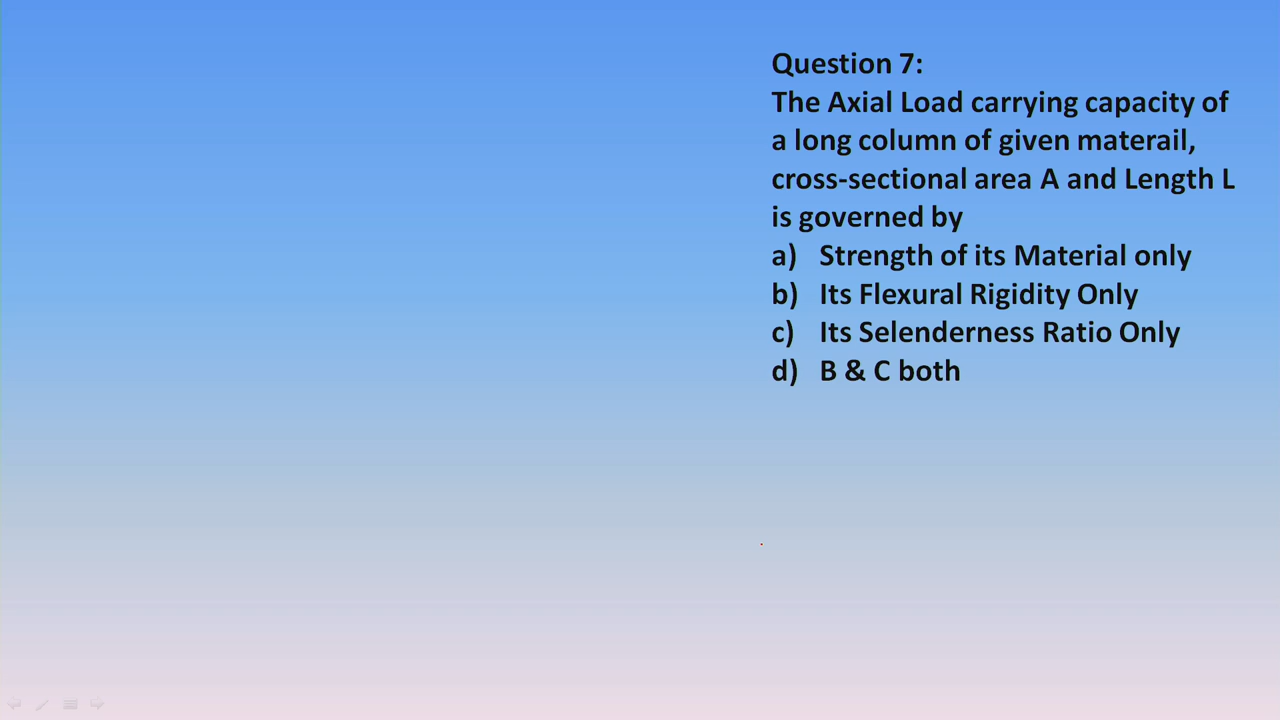 Question 7:
The Axial Load carrying capacity of
a long column of given materail,
cross-sectional area A and Length L
is governed by
a) Strength of its Material only
b) Its Flexural Rigidity Only
c) Its Selenderness Ratio Only
d) B & C both